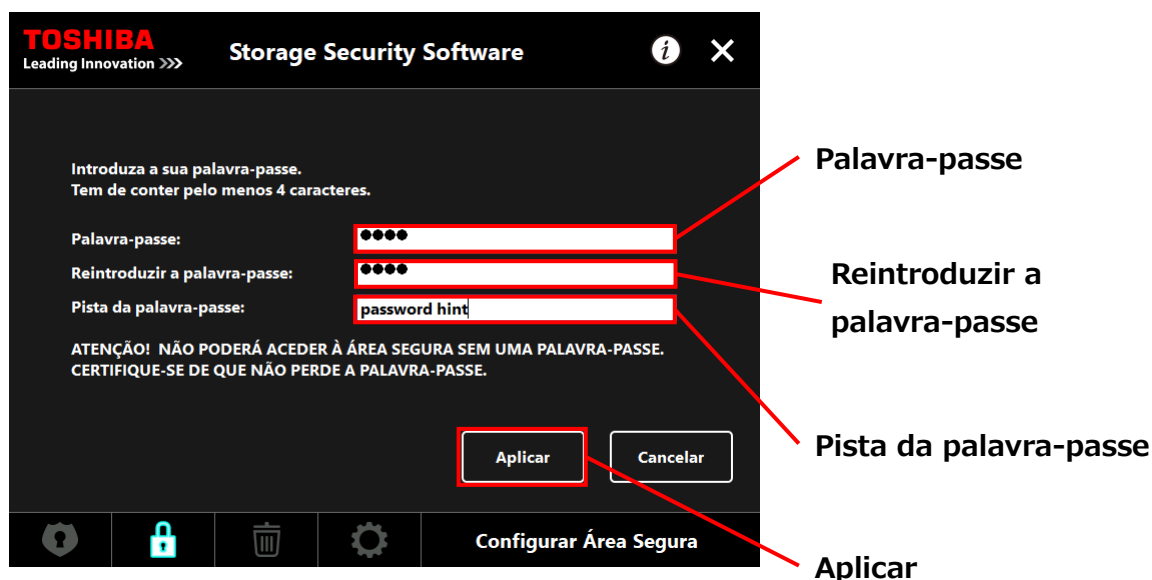 TOSHIBA
Leading Innovation >>>
Storage Security Software
i
Introduza a sua palavra-passe.
Tem de conter pelo menos 4 caracteres.
Palavra-passe: ●●●●
Reintroduzir a palavra-passe: ●●●●
Pista da palavra-passe: password hint
ATENÇÃO! NÃO PODERÁ ACEDER À ÁREA SEGURA SEM UMA PALAVRA-PASSE.
CERTIFIQUE-SE DE QUE NÃO PERDE A PALAVRA-PASSE.
Aplicar
Cancelar
Configurar Área Segura
Palavra-passe
Reintroduzir a
palavra-passe
Pista da palavra-passe
Aplicar